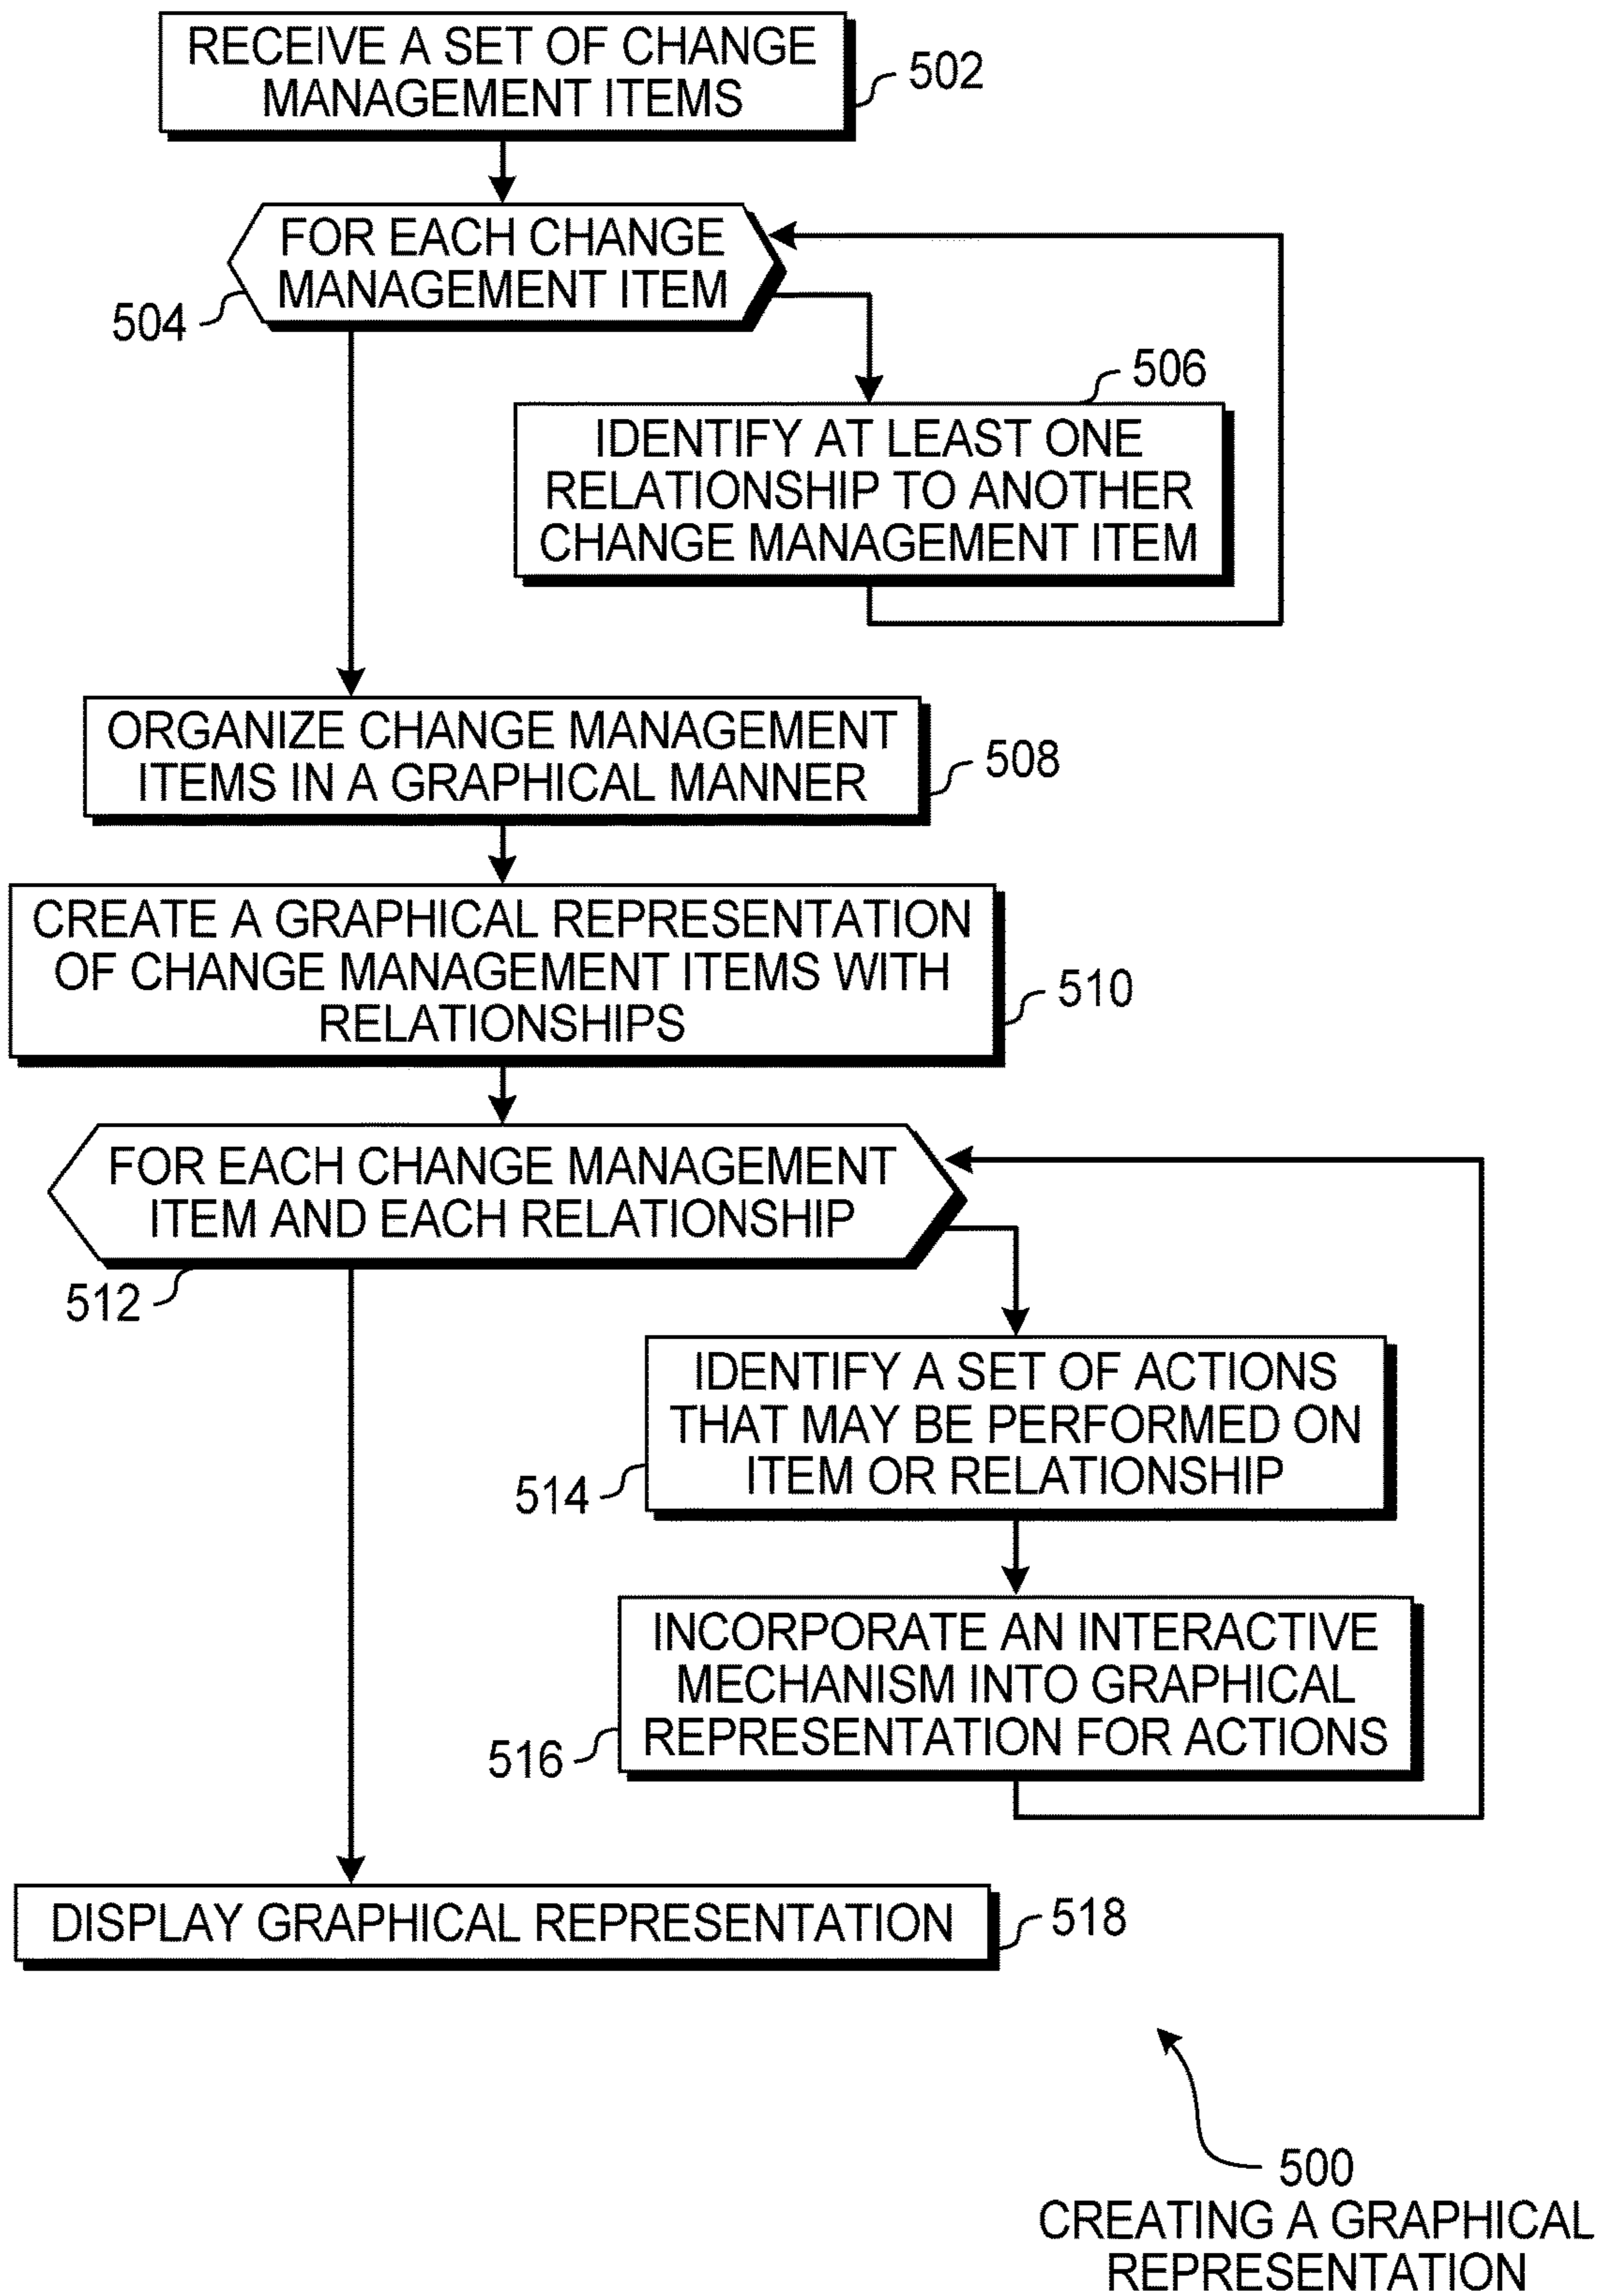 RECEIVE A SET OF CHANGE
MANAGEMENT ITEMS
502
FOR EACH CHANGE
MANAGEMENT ITEM
504
506
IDENTIFY AT LEAST ONE
RELATIONSHIP TO ANOTHER
CHANGE MANAGEMENT ITEM
ORGANIZE CHANGE MANAGEMENT
ITEMS IN A GRAPHICAL MANNER
508
CREATE A GRAPHICAL REPRESENTATION
OF CHANGE MANAGEMENT ITEMS WITH
RELATIONSHIPS
510
FOR EACH CHANGE MANAGEMENT
ITEM AND EACH RELATIONSHIP
512
IDENTIFY A SET OF ACTIONS
THAT MAY BE PERFORMED ON
ITEM OR RELATIONSHIP
514
INCORPORATE AN INTERACTIVE
MECHANISM INTO GRAPHICAL
REPRESENTATION FOR ACTIONS
516
DISPLAY GRAPHICAL REPRESENTATION
518
500
CREATING A GRAPHICAL
REPRESENTATION